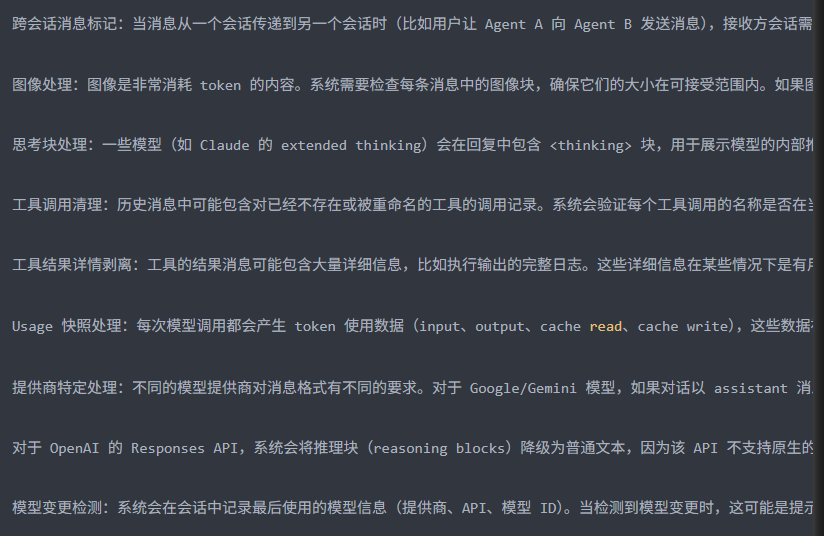 跨会话消息标记：当消息从一个会话传递到另一个会话时（比如用户让 Agent A 向 Agent B 发送消息），接收方会话需
图像处理：图像是非常消耗 token 的内容。系统需要检查每条消息中的图像块，确保它们的大小在可接受范围内。如果图
思考块处理：一些模型（如 Claude 的 extended thinking）会在回复中包含 <thinking> 块，用于展示模型的内部推
工具调用清理：历史消息中可能包含对已经不存在或被重命名的工具的调用记录。系统会验证每个工具调用的名称是否在当
工具结果详情剥离：工具的结果消息可能包含大量详细信息，比如执行输出的完整日志。这些详细信息在某些情况下是有用
Usage 快照处理：每次模型调用都会产生 token 使用数据（input、output、cache read、cache write），这些数据
提供商特定处理：不同的模型提供商对消息格式有不同的要求。对于 Google/Gemini 模型，如果对话以 assistant 消
对于 OpenAI 的 Responses API，系统会将推理块（reasoning blocks）降级为普通文本，因为该 API 不支持原生的
模型变更检测：系统会在会话中记录最后使用的模型信息（提供商、API、模型 ID）。当检测到模型变更时，这可能是提示